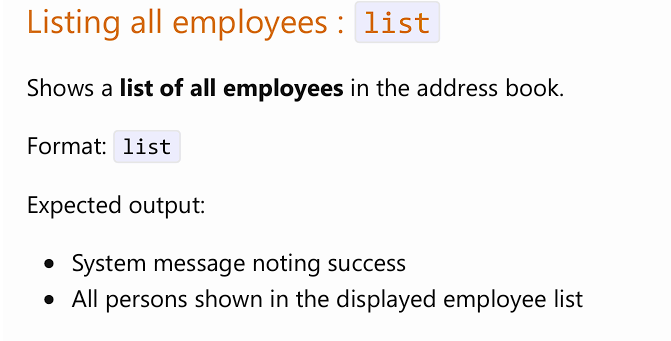 Listing all employees : list
Shows a list of all employees in the address book.
Format: list
Expected output:
• System message noting success
• All persons shown in the displayed employee list